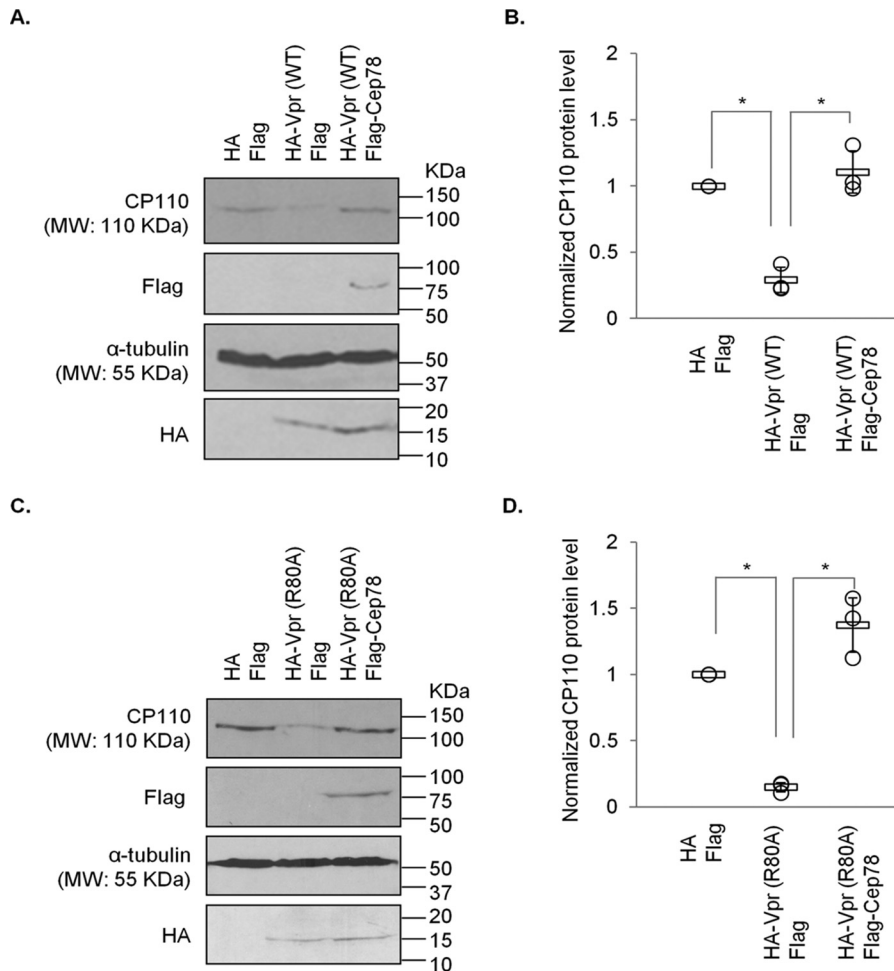 A.
HA
Flag
HA-Vpr (WT)
Flag
HA-Vpr (WT)
Flag-Cep78
KDa
CP110
(MW: 110 KDa)
150
100
Flag
100
75
50
α-tubulin
(MW: 55 KDa)
50
37
HA
20
15
10
B.
Normalized CP110 protein level
2
1.5
1
0.5
0
*
*
HA
Flag
HA-Vpr (WT)
Flag
HA-Vpr (WT)
Flag-Cep78
C.
HA
Flag
HA-Vpr (R80A)
Flag
HA-Vpr (R80A)
Flag-Cep78
KDa
CP110
(MW: 110 KDa)
150
100
Flag
100
75
50
α-tubulin
(MW: 55 KDa)
50
37
HA
20
15
10
D.
Normalized CP110 protein level
2
1.5
1
0.5
0
*
*
HA
Flag
HA-Vpr (R80A)
Flag
HA-Vpr (R80A)
Flag-Cep78